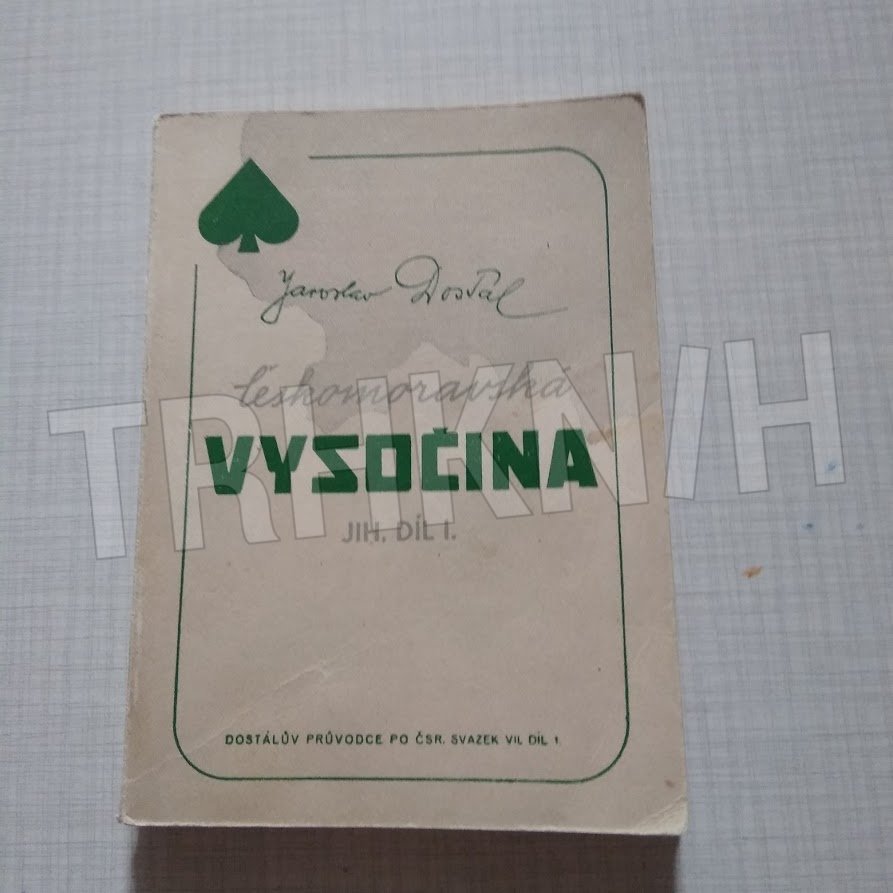 Jaroslav Dostál
českomoravská
VYSOČINA
JIH. DÍL I.
DOSTÁLŮV PRŮVODCE PO ČSR. SVAZEK VII. DÍL 1.
TRHKNIH